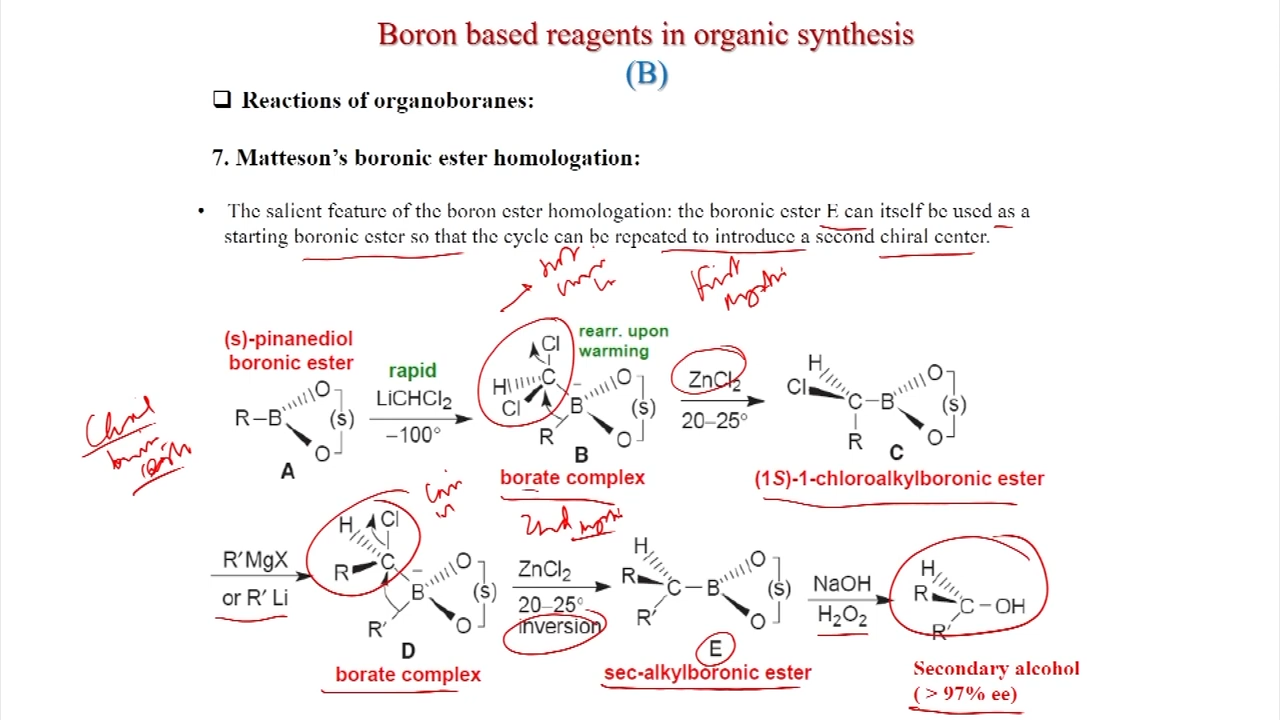 Boron based reagents in organic synthesis
(B)
❑ Reactions of organoboranes:
7. Matteson's boronic ester homologation:
• The salient feature of the boron ester homologation: the boronic ester E can itself be used as a
starting boronic ester so that the cycle can be repeated to introduce a second chiral center.
First
(s)-pinanediol
boronic ester
rapid
LiCHCl2
−100°
R–B
O
O
(s)
A
rearr. upon
warming
Cl
H
C
Cl
−
B
R
O
O
(s)
B
borate complex
ZnCl2
20–25°
H
Cl
C–B
R
O
O
(s)
C
(1S)-1-chloroalkylboronic ester
Chiral
2nd
R′MgX
or R′ Li
H
Cl
R
C
−
B
R′
O
O
(s)
D
borate complex
ZnCl2
20–25°
inversion
H
R
C–B
R′
O
O
(s)
E
sec-alkylboronic ester
NaOH
H2O2
H
R
C–OH
R′
Secondary alcohol
( > 97% ee)